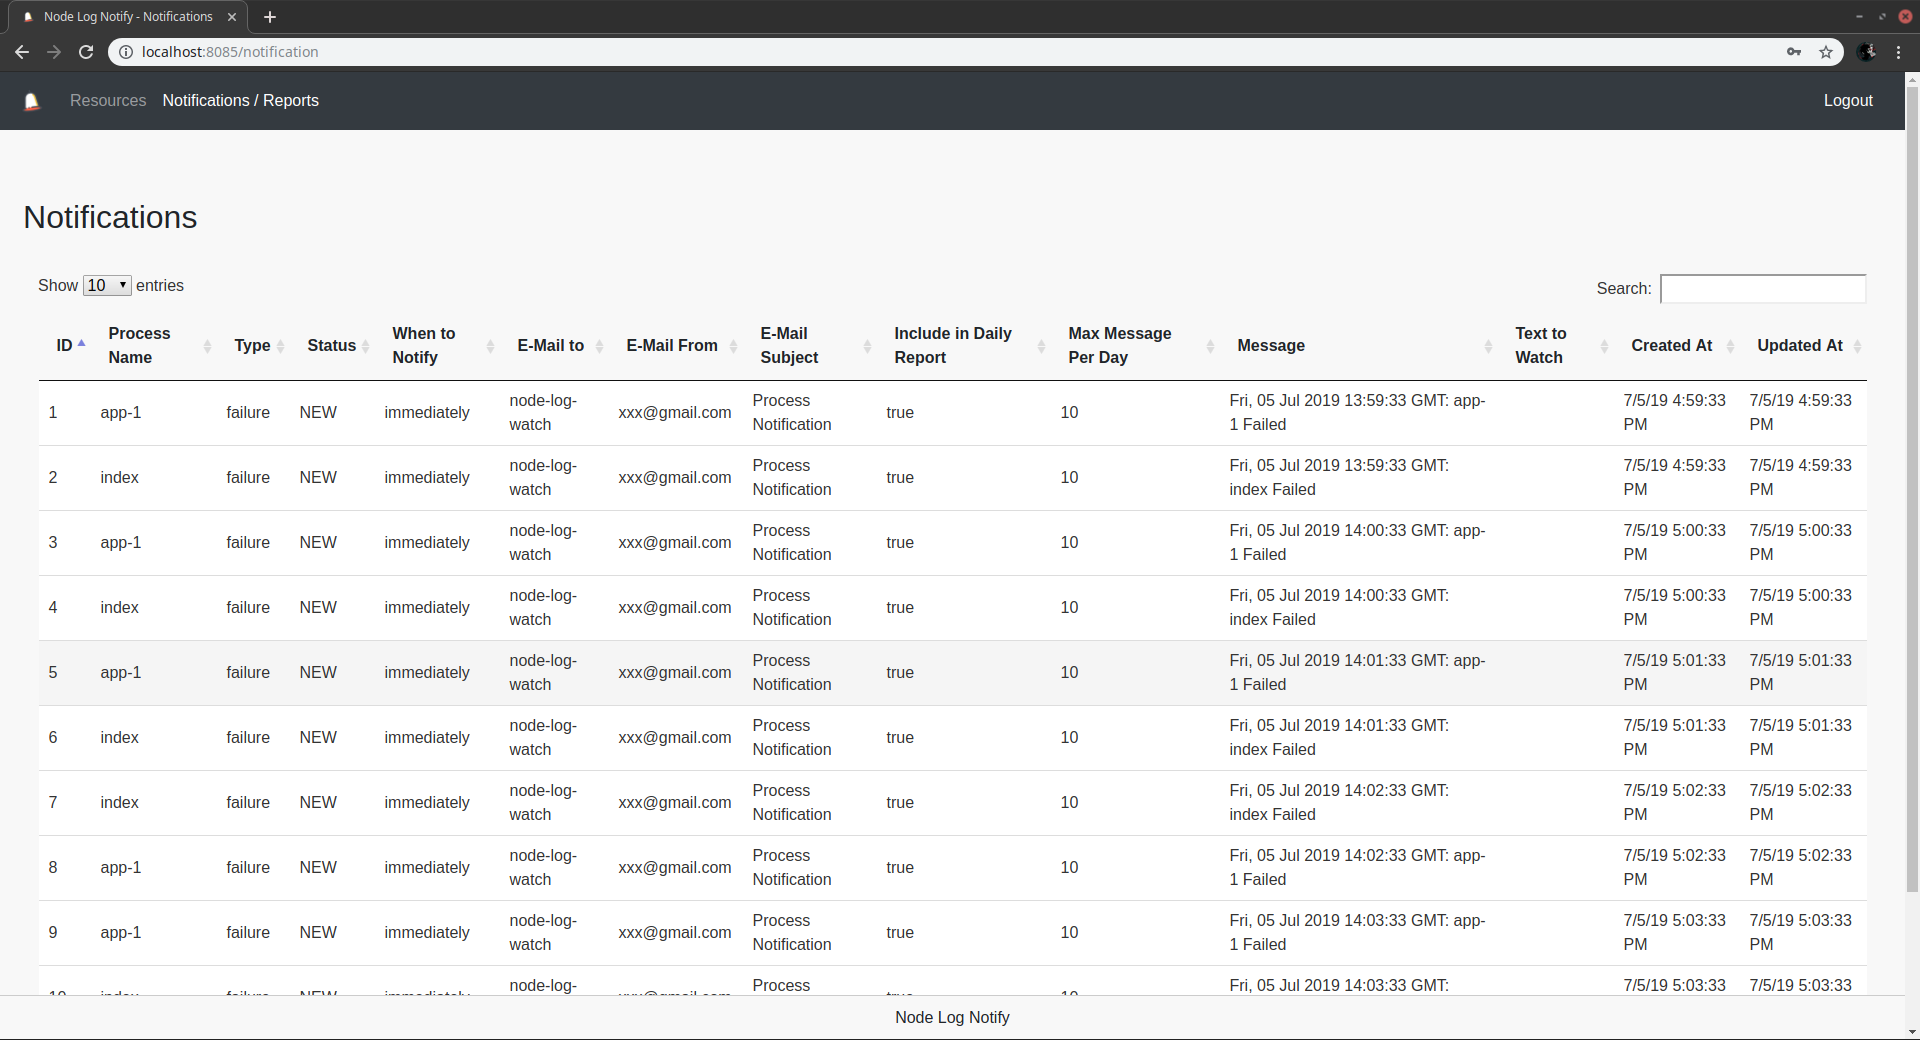 Node Log Notify - Notifications
localhost:8085/notification
Resources Notifications / Reports Logout
Notifications
Show 10 entries Search:
ID Process Name Type Status When to Notify E-Mail to E-Mail From E-Mail Subject Include in Daily Report Max Message Per Day Message Text to Watch Created At Updated At
1 app-1 failure NEW immediately node-log-watch xxx@gmail.com Process Notification true 10 Fri, 05 Jul 2019 13:59:33 GMT: app-1 Failed 7/5/19 4:59:33 PM 7/5/19 4:59:33 PM
2 index failure NEW immediately node-log-watch xxx@gmail.com Process Notification true 10 Fri, 05 Jul 2019 13:59:33 GMT: index Failed 7/5/19 4:59:33 PM 7/5/19 4:59:33 PM
3 app-1 failure NEW immediately node-log-watch xxx@gmail.com Process Notification true 10 Fri, 05 Jul 2019 14:00:33 GMT: app-1 Failed 7/5/19 5:00:33 PM 7/5/19 5:00:33 PM
4 index failure NEW immediately node-log-watch xxx@gmail.com Process Notification true 10 Fri, 05 Jul 2019 14:00:33 GMT: index Failed 7/5/19 5:00:33 PM 7/5/19 5:00:33 PM
5 app-1 failure NEW immediately node-log-watch xxx@gmail.com Process Notification true 10 Fri, 05 Jul 2019 14:01:33 GMT: app-1 Failed 7/5/19 5:01:33 PM 7/5/19 5:01:33 PM
6 index failure NEW immediately node-log-watch xxx@gmail.com Process Notification true 10 Fri, 05 Jul 2019 14:01:33 GMT: index Failed 7/5/19 5:01:33 PM 7/5/19 5:01:33 PM
7 index failure NEW immediately node-log-watch xxx@gmail.com Process Notification true 10 Fri, 05 Jul 2019 14:02:33 GMT: index Failed 7/5/19 5:02:33 PM 7/5/19 5:02:33 PM
8 app-1 failure NEW immediately node-log-watch xxx@gmail.com Process Notification true 10 Fri, 05 Jul 2019 14:02:33 GMT: app-1 Failed 7/5/19 5:02:33 PM 7/5/19 5:02:33 PM
9 app-1 failure NEW immediately node-log-watch xxx@gmail.com Process Notification true 10 Fri, 05 Jul 2019 14:03:33 GMT: app-1 Failed 7/5/19 5:03:33 PM 7/5/19 5:03:33 PM
node-log- Process Fri, 05 Jul 2019 14:03:33 GMT: 7/5/19 5:03:33 7/5/19 5:03:33
Node Log Notify